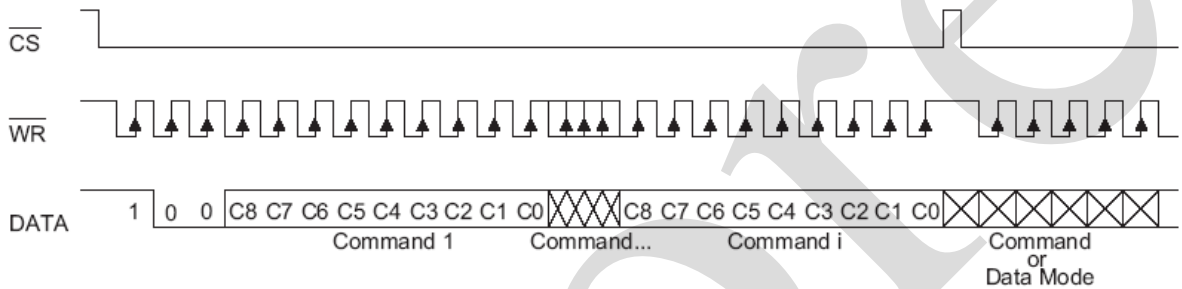 CS
WR
DATA 1 0 0 C8 C7 C6 C5 C4 C3 C2 C1 C0 C8 C7 C6 C5 C4 C3 C2 C1 C0
Command 1 Command... Command i Command
or
Data Mode